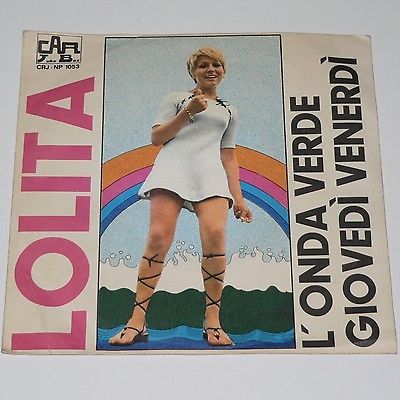 CAR
J... B...
CRJ - NP 1053
LOLITA
L'ONDA VERDE
GIOVEDÌ VENERDÌ